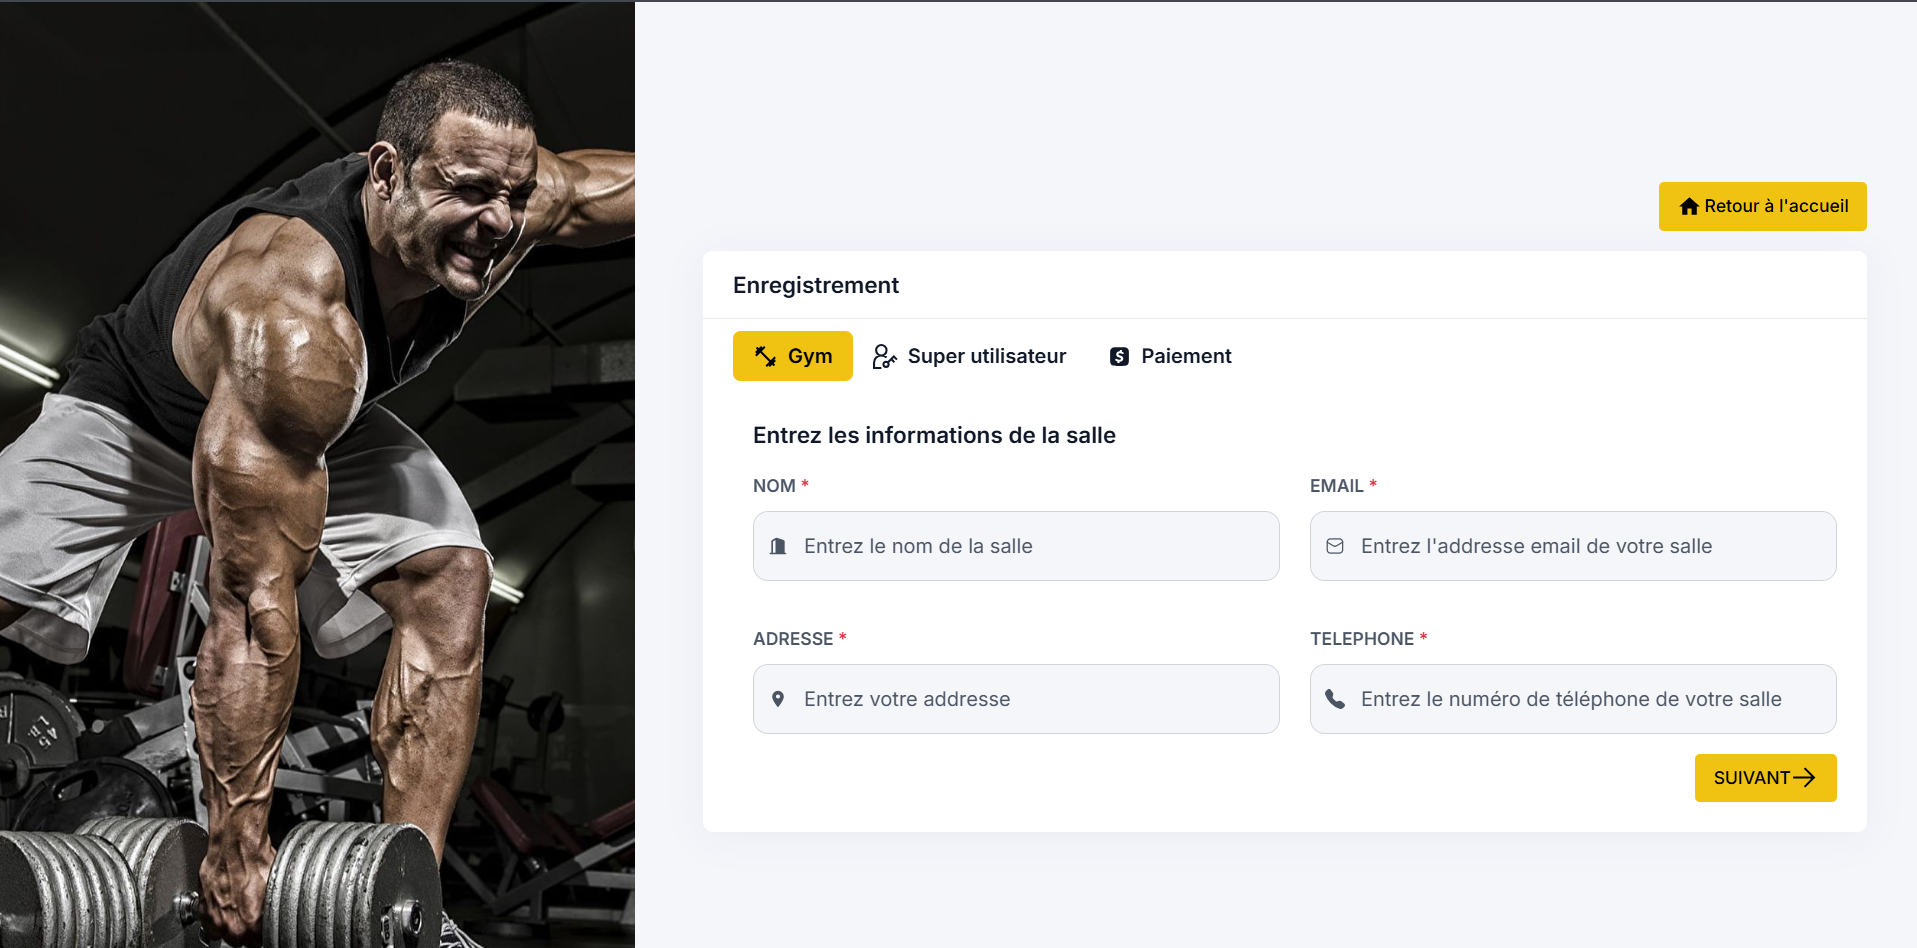 Retour à l'accueil
Enregistrement
Gym
Super utilisateur
Paiement
Entrez les informations de la salle
NOM *
EMAIL *
Entrez le nom de la salle
Entrez l'addresse email de votre salle
ADRESSE *
TELEPHONE *
Entrez votre addresse
Entrez le numéro de téléphone de votre salle
SUIVANT
45
LB.